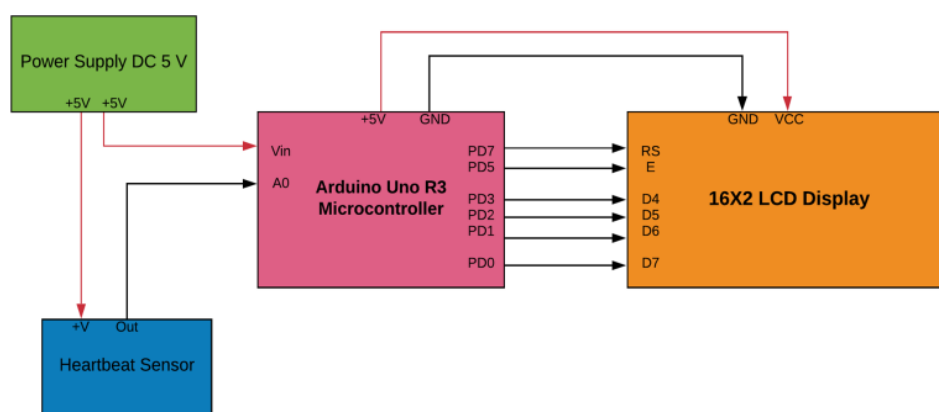 Power Supply DC 5 V
+5V +5V
+5V GND
Vin
A0
Arduino Uno R3
Microcontroller
PD7
PD5
PD3
PD2
PD1
PD0
GND VCC
RS
E
D4
D5
D6
D7
16X2 LCD Display
+V Out
Heartbeat Sensor